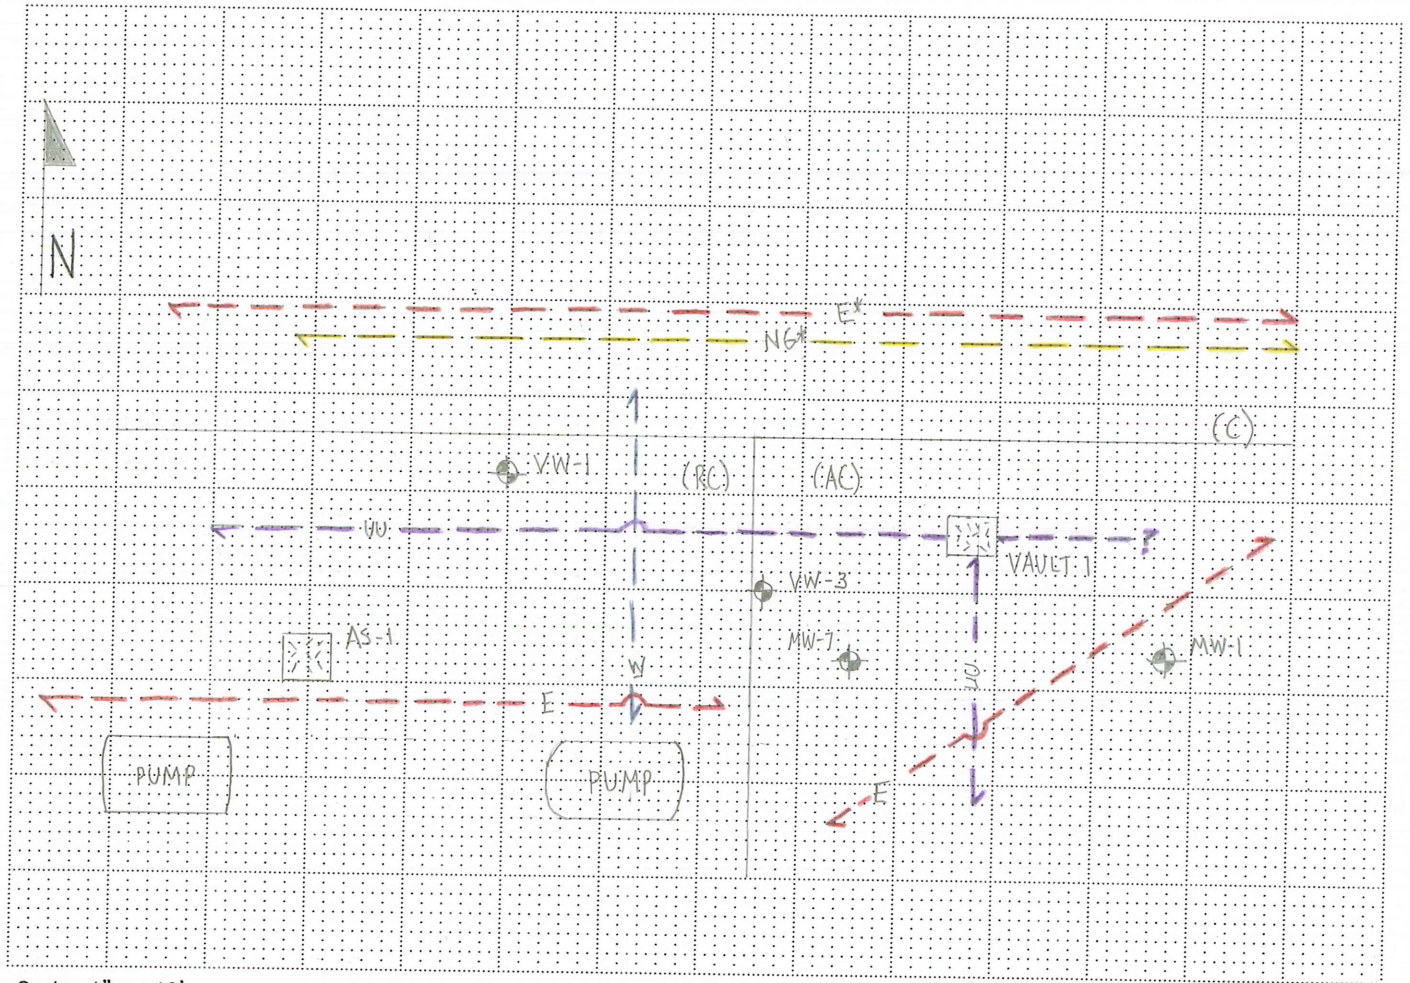 N
E*
NG*
(C)
VW-1
(RC)
(AC)
UU
?
VAULT 1
VW-3
AS-1
MW-7
MW-1
W
UU
E
PUMP
PUMP
E